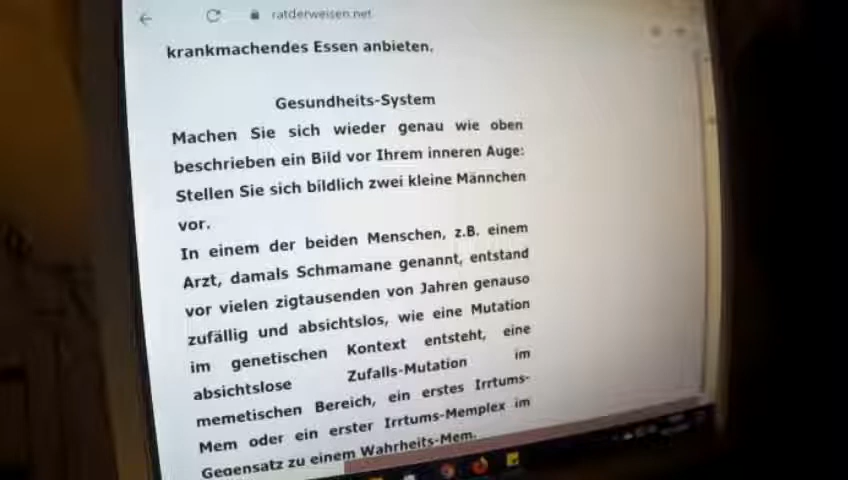 ratderweisen.net
krankmachendes Essen anbieten.
Gesundheits-System
Machen Sie sich wieder genau wie oben
beschrieben ein Bild vor Ihrem inneren Auge:
Stellen Sie sich bildlich zwei kleine Männchen
vor.
In einem der beiden Menschen, z.B. einem
Arzt, damals Schmamane genannt, entstand
vor vielen zigtausenden von Jahren genauso
zufällig und absichtslos, wie eine Mutation
im genetischen Kontext entsteht, eine
absichtslose Zufalls-Mutation im
memetischen Bereich, ein erstes Irrtums-
Mem oder ein erster Irrtums-Memplex im
Gegensatz zu einem Wahrheits-Mem.